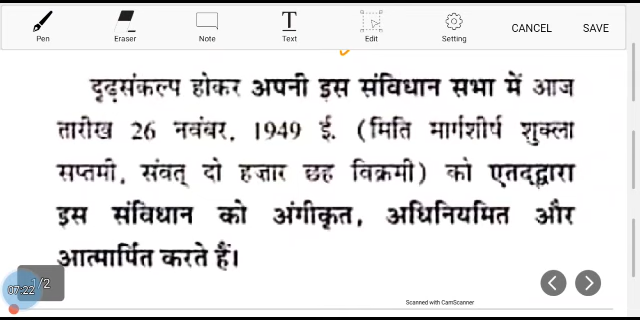 Pen Eraser Note Text Edit Setting CANCEL SAVE
दृढ़संकल्प होकर अपनी इस संविधान सभा में आज
तारीख 26 नवंबर, 1949 ई. (मिति मार्गशीर्ष शुक्ला
सप्तमी, संवत् दो हजार छह विक्रमी) को एतद्द्वारा
इस संविधान को अंगीकृत, अधिनियमित और
आत्मार्पित करते हैं।
07:22 1/2
Scanned with CamScanner